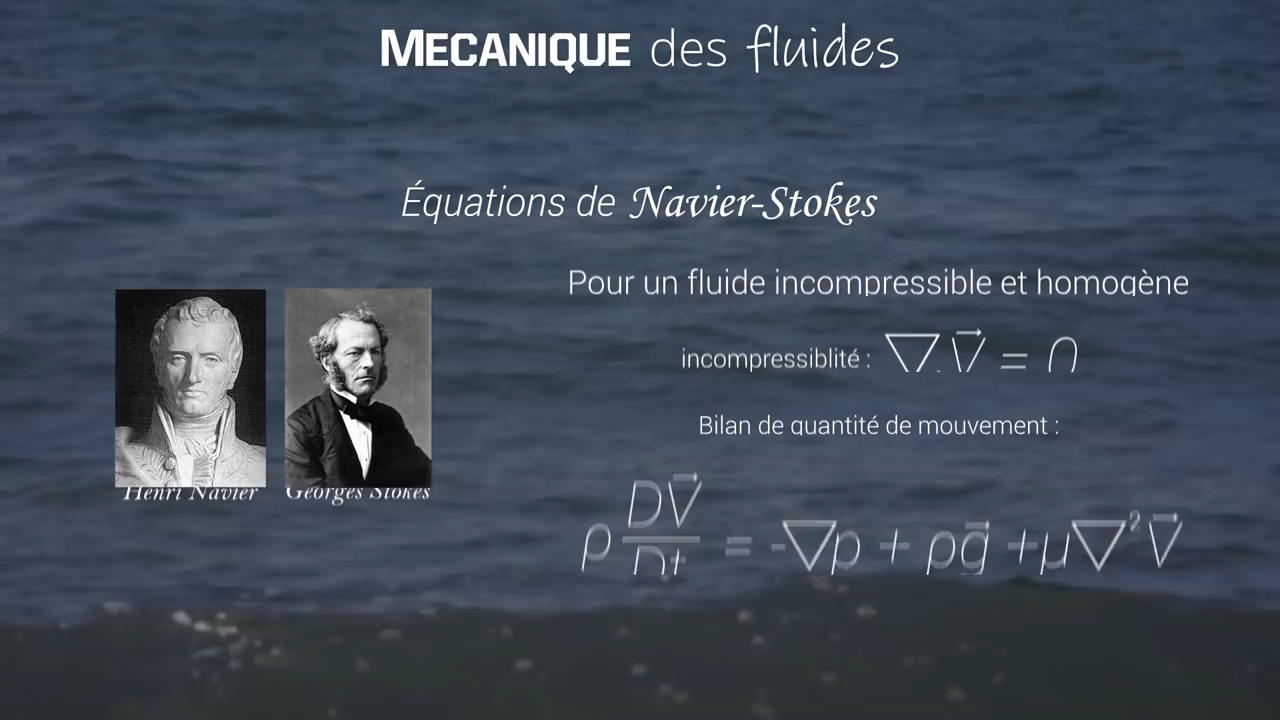 MECANIQUE des fluides
Équations de Navier-Stokes
Pour un fluide incompressible et homogène
incompressiblité : ∇.V⃗ = 0
Bilan de quantité de mouvement :
ρ DV⃗/Dt = -∇p + ρg⃗ +μ∇²V⃗
Henri Navier
Georges Stokes